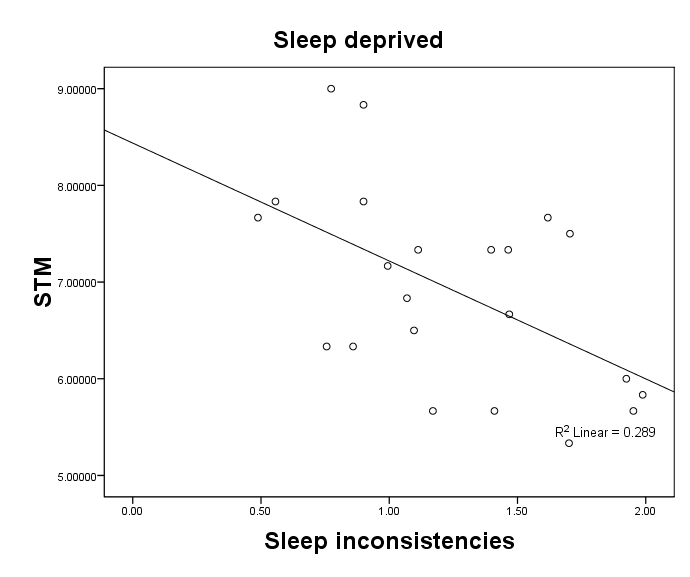 Sleep deprived
9.00000
8.00000
7.00000
6.00000
5.00000
STM
R² Linear = 0.289
0.00 0.50 1.00 1.50 2.00
Sleep inconsistencies